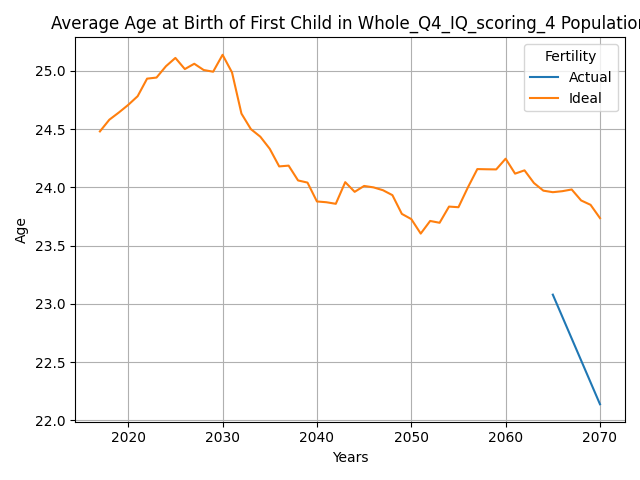 Average Age at Birth of First Child in Whole_Q4_IQ_scoring_4 Population
Fertility
Actual
Ideal
25.0
24.5
24.0
23.5
23.0
22.5
22.0
Age
2020 2030 2040 2050 2060 2070
Years